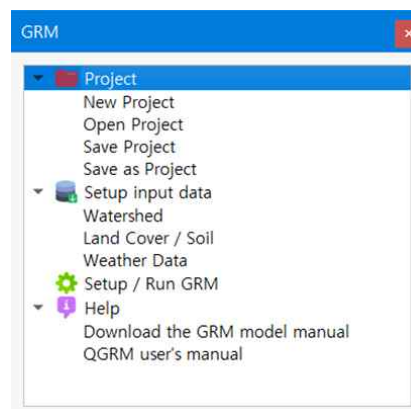 GRM
Project
New Project
Open Project
Save Project
Save as Project
Setup input data
Watershed
Land Cover / Soil
Weather Data
Setup / Run GRM
Help
Download the GRM model manual
QGRM user's manual